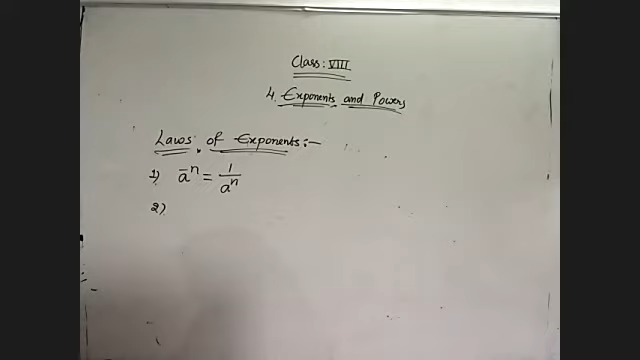 Class: VIII
4. Exponents and Powers
Laws of Exponents:-
1) a⁻ⁿ = 1/aⁿ
2)